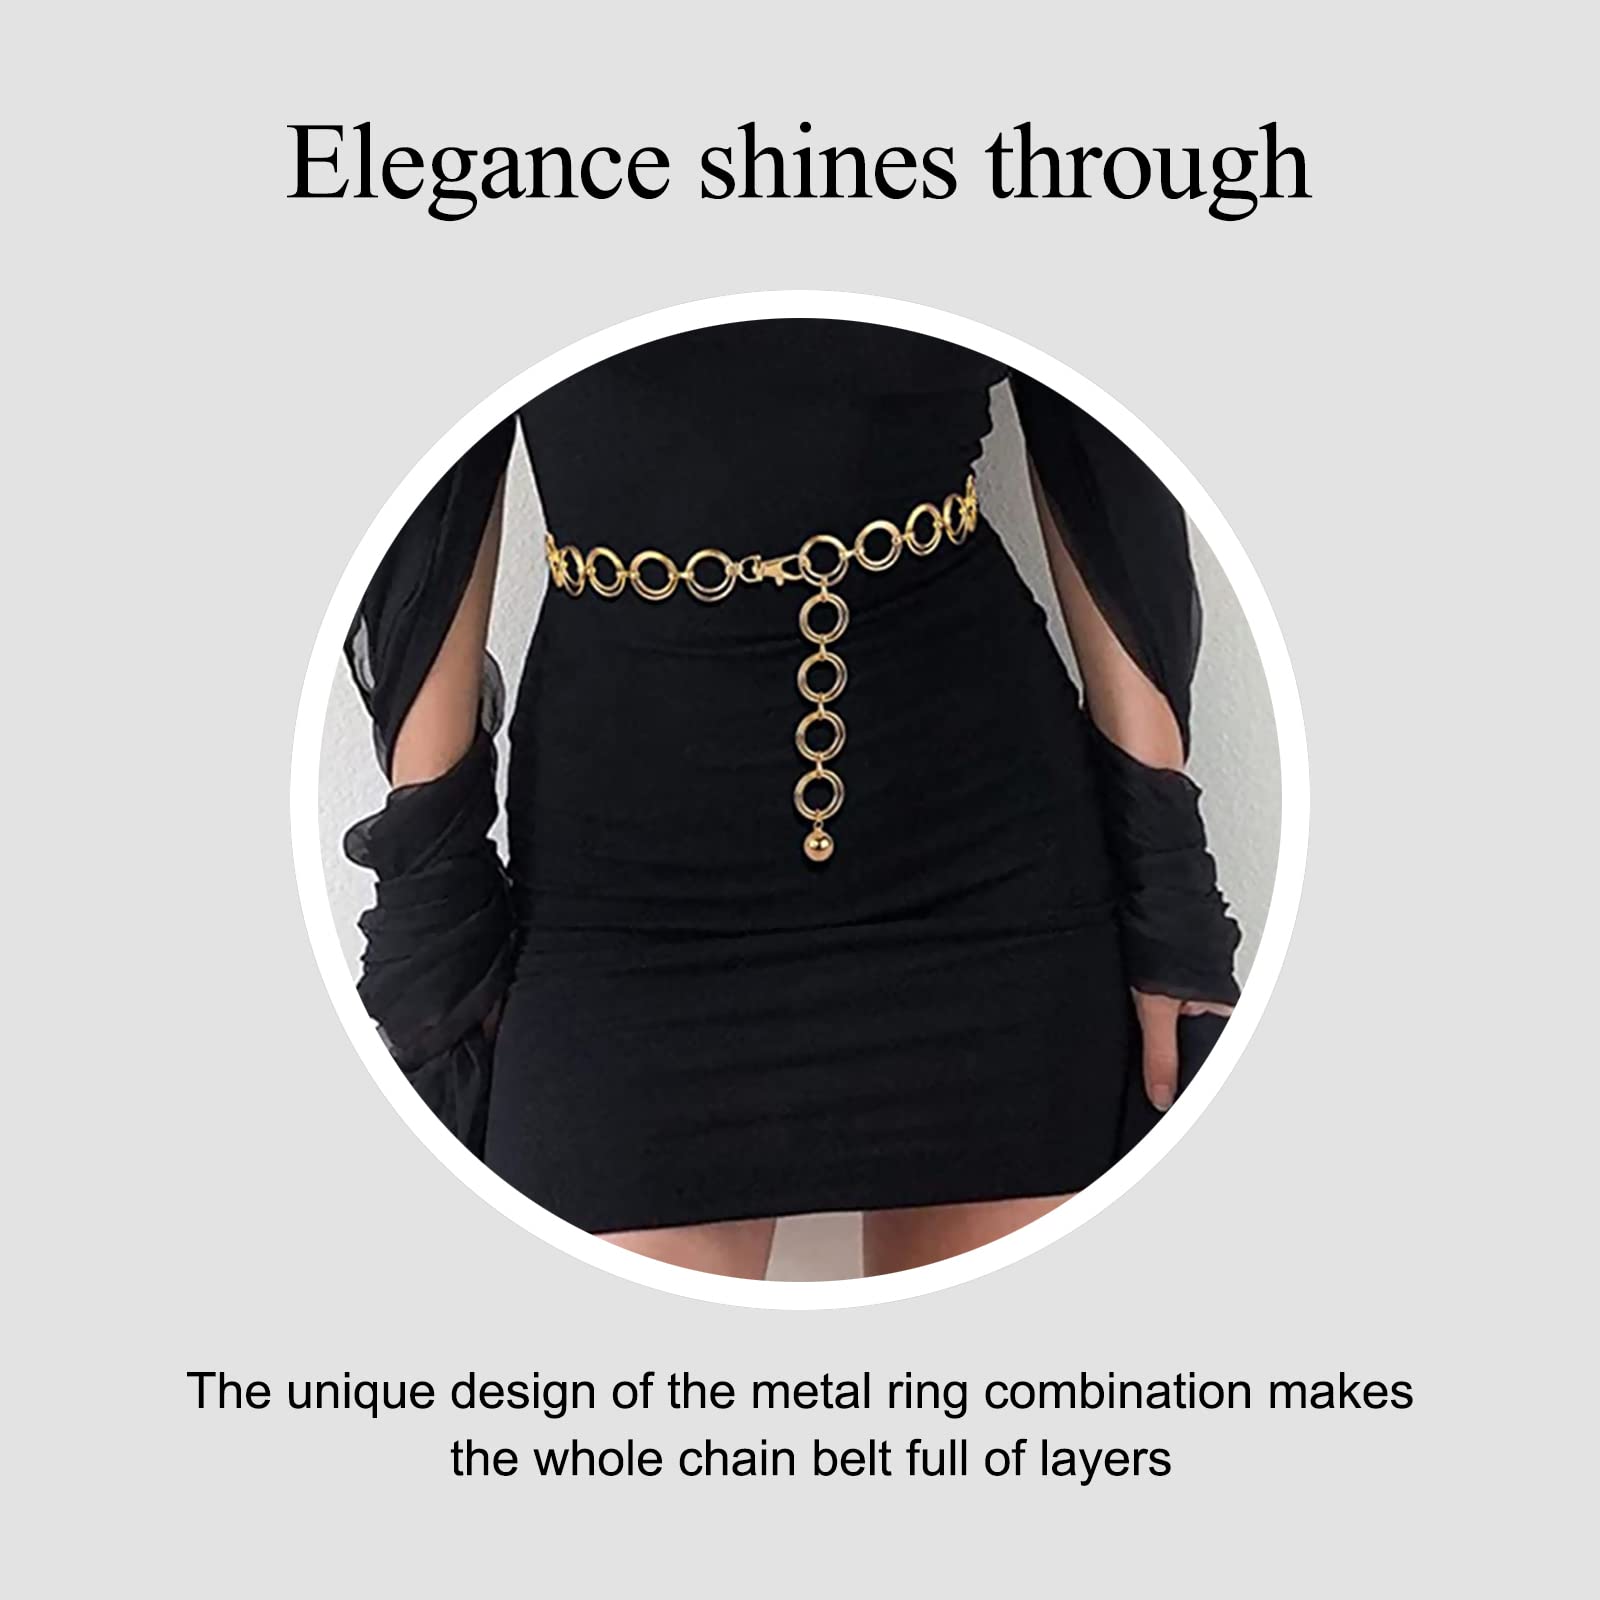 Elegance shines through
The unique design of the metal ring combination makes
the whole chain belt full of layers